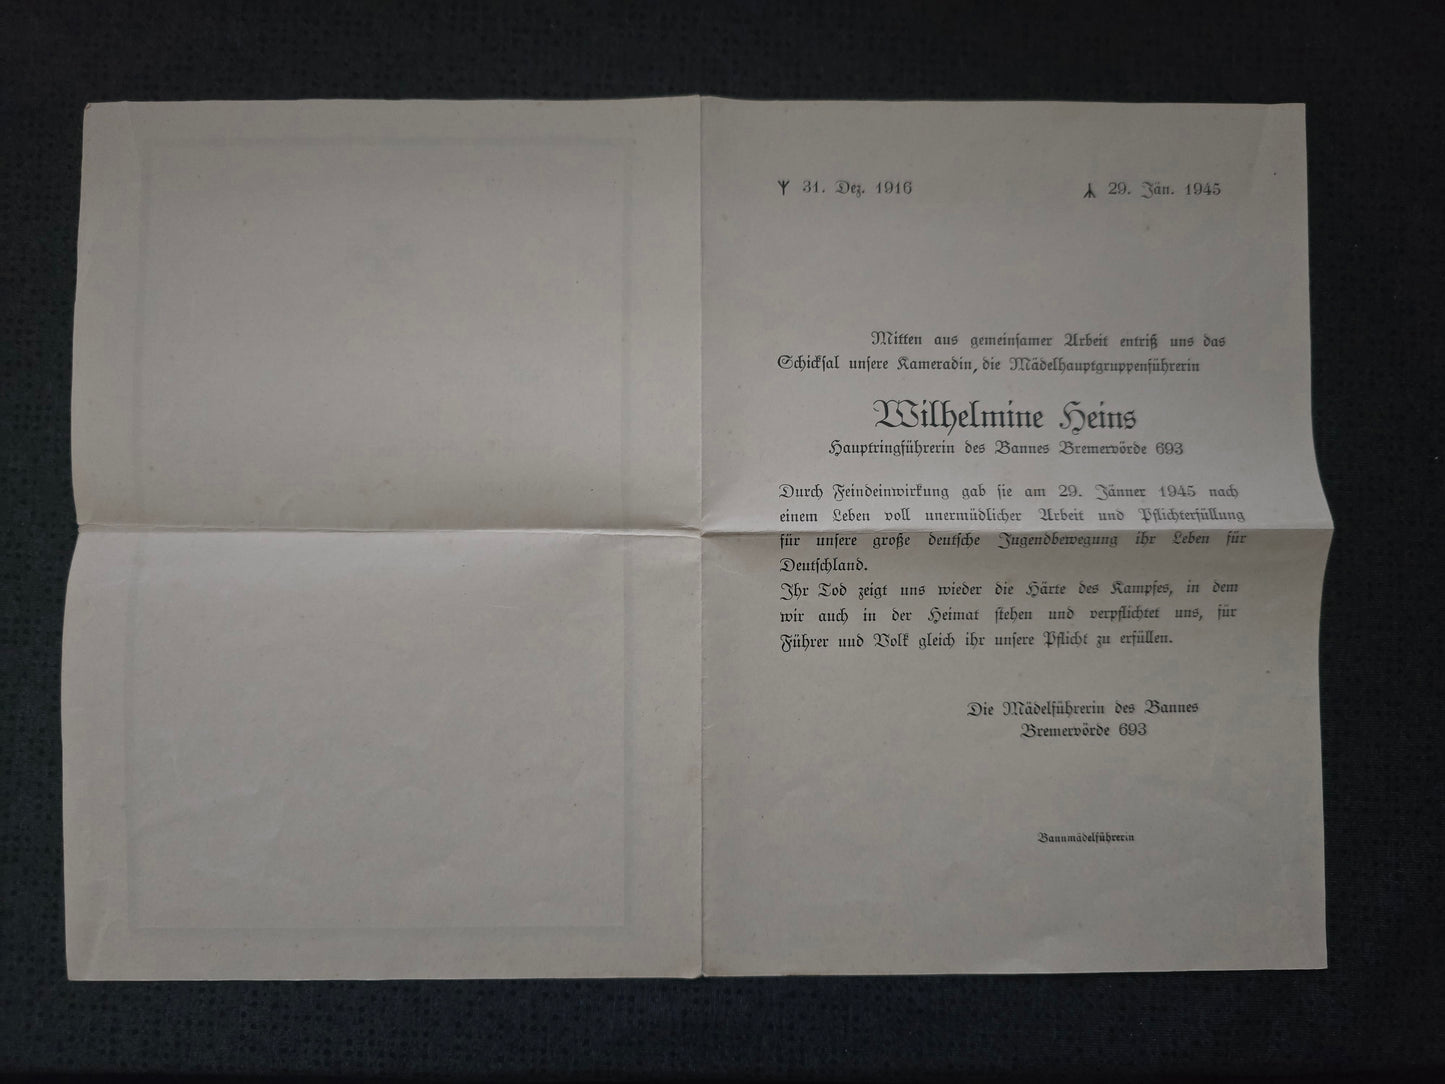 ᛉ 31. Dez. 1916
ᛦ 29. Jän. 1945
Mitten aus gemeinsamer Arbeit entriß uns das
Schicksal unsere Kameradin, die Mädelhauptgruppenführerin
Wilhelmine Heins
Hauptringführerin des Bannes Bremervörde 693
Durch Feindeinwirkung gab sie am 29. Jänner 1945 nach
einem Leben voll unermüdlicher Arbeit und Pflichterfüllung
für unsere große deutsche Jugendbewegung ihr Leben für
Deutschland.
Ihr Tod zeigt uns wieder die Härte des Kampfes, in dem
wir auch in der Heimat stehen und verpflichtet uns, für
Führer und Volk gleich ihr unsere Pflicht zu erfüllen.
Die Mädelführerin des Bannes
Bremervörde 693
Bannmädelführerin